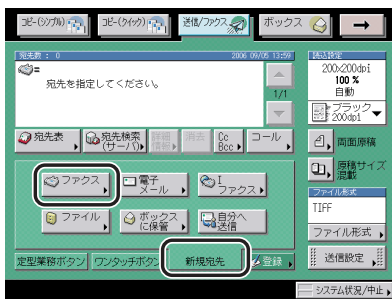 コピー(シンプル) コピー(クイック) 送信/ファクス ボックス
宛先数： 0 2006 09/05 13:59
宛先を指定してください。
1/1
読込設定
200×200dpi
100 %
自動
ブラック
200dpi
宛先表 宛先検索(サーバ) 詳細情報 消去 Cc Bcc コール
両面原稿
原稿サイズ混載
ファクス 電子メール Iファクス
ファイル ボックスに保管 自分へ送信
ファイル形式
TIFF
ファイル形式
定型業務ボタン ワンタッチボタン 新規宛先 登録 送信設定
システム状況/中止